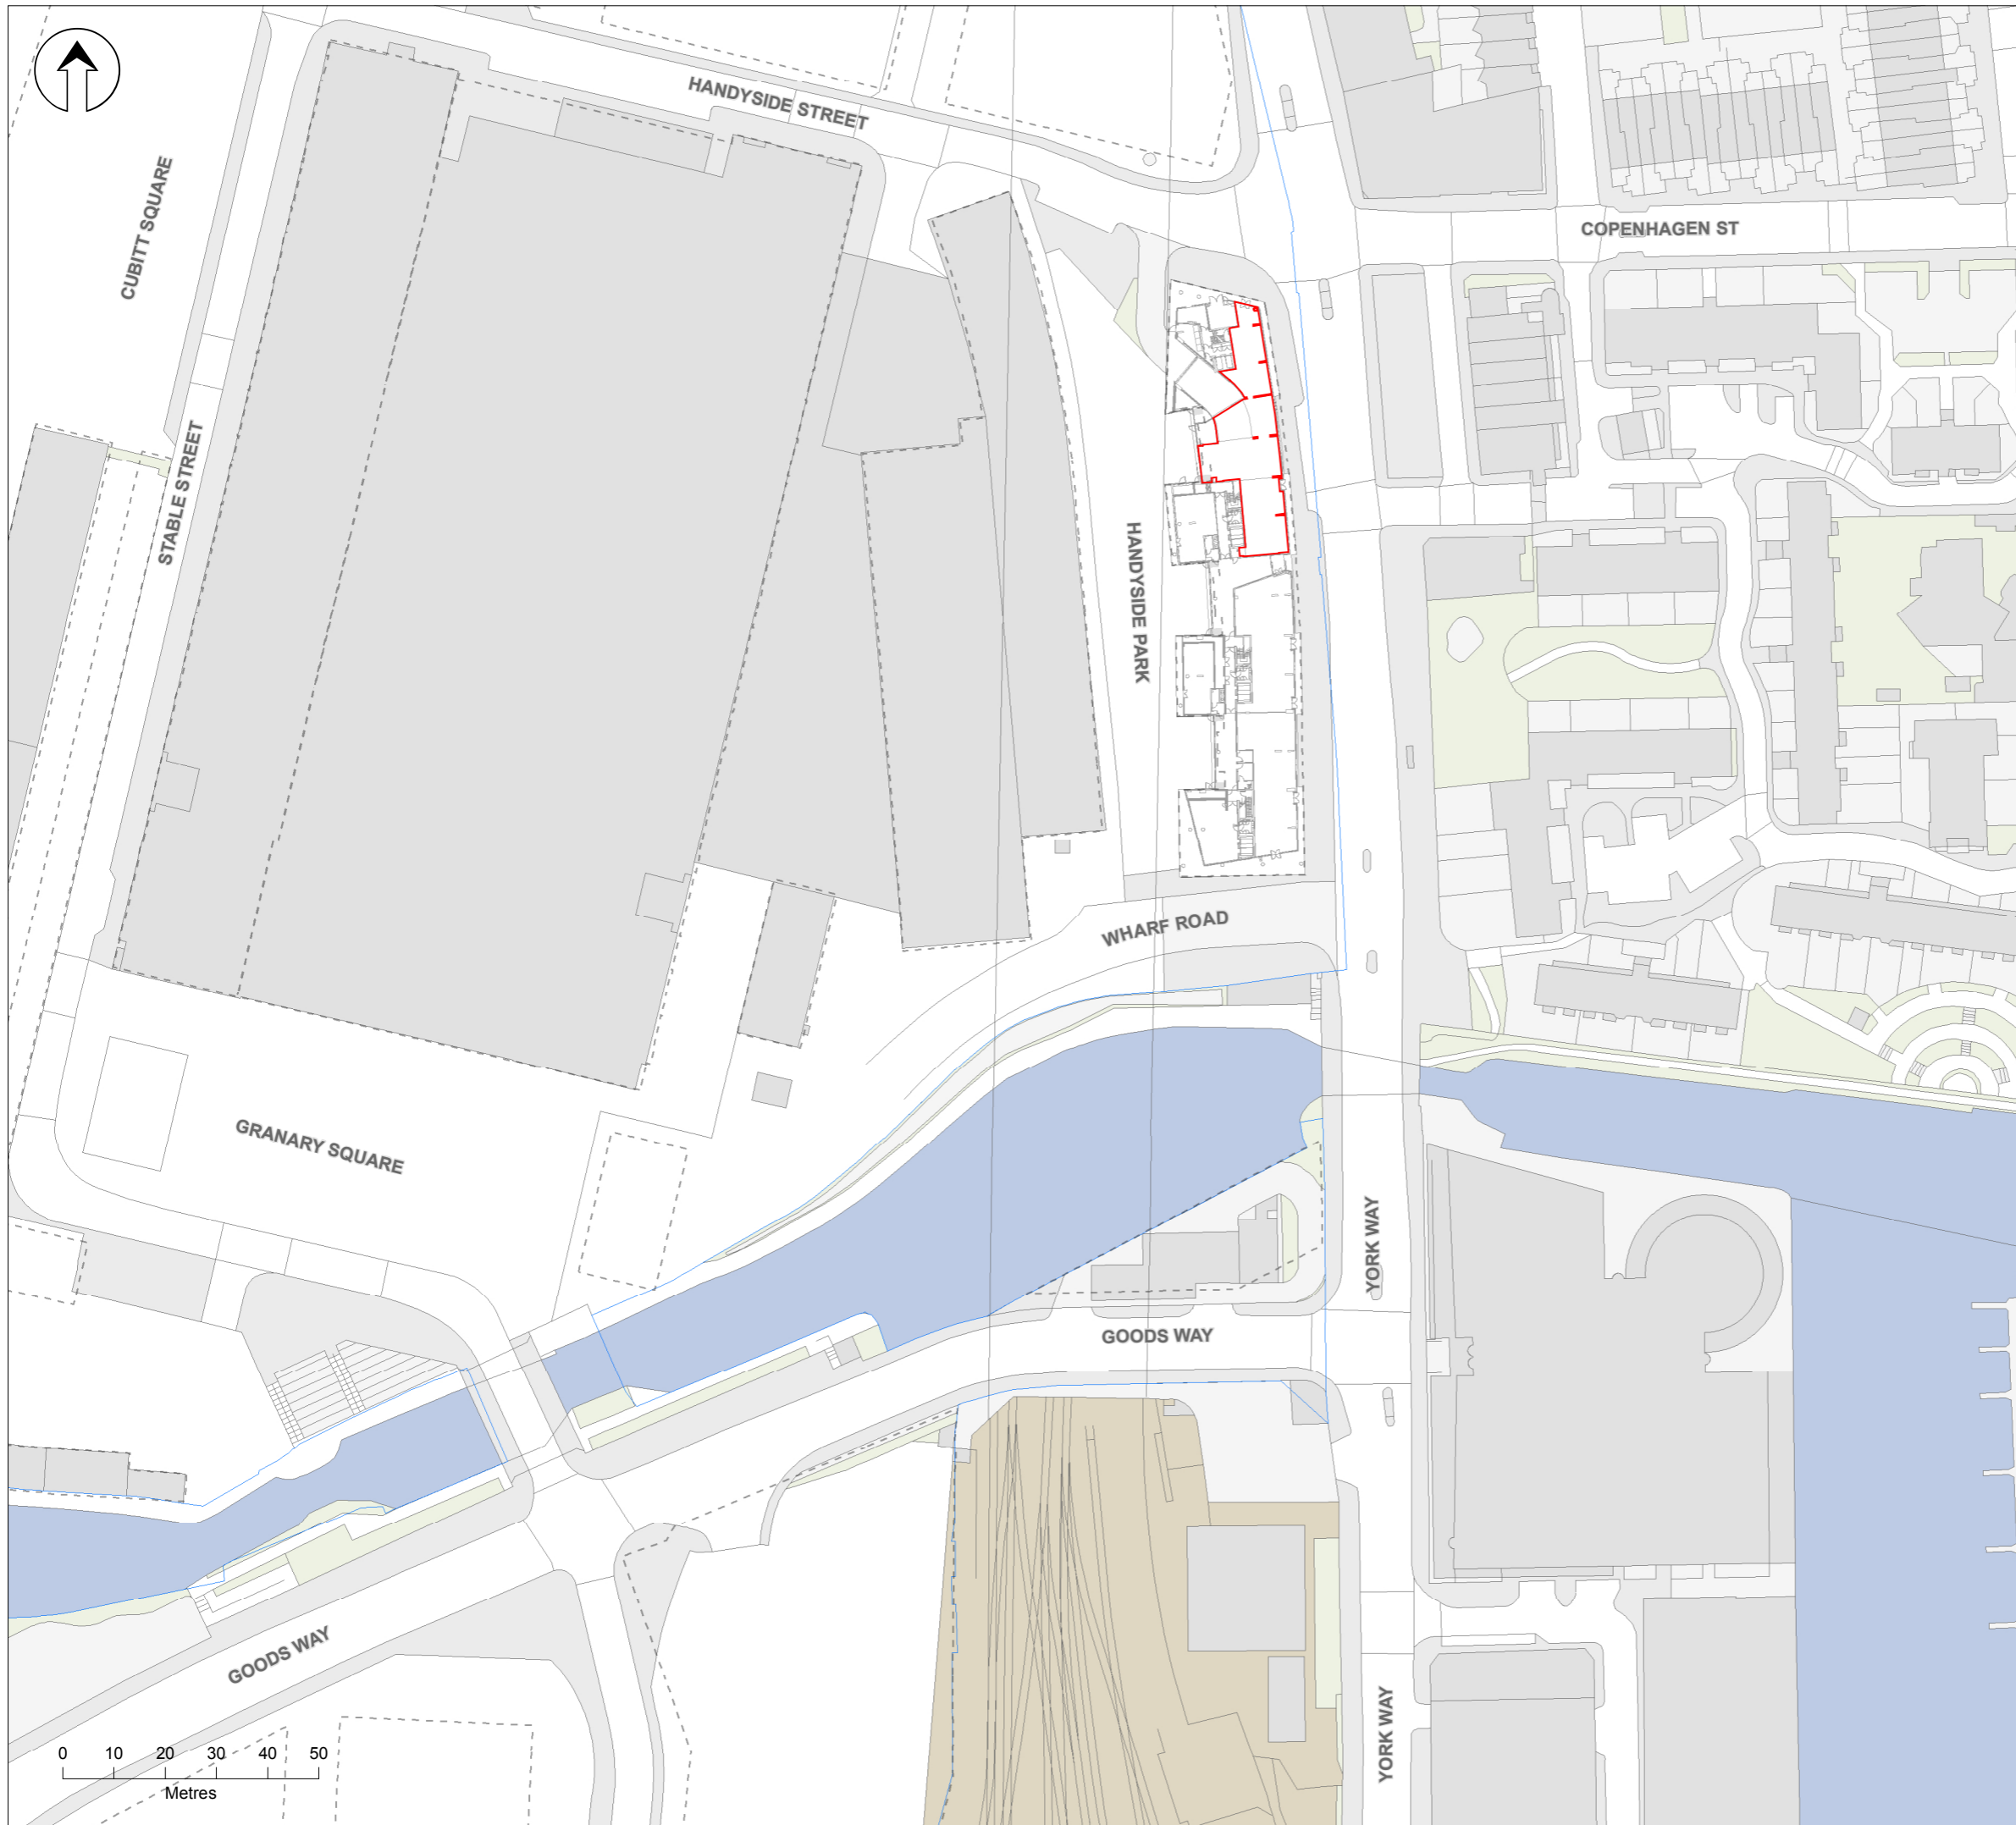 HANDYSIDE STREET
CUBITT SQUARE
COPENHAGEN ST
STABLE STREET
HANDYSIDE PARK
WHARF ROAD
GRANARY SQUARE
YORK WAY
GOODS WAY
GOODS WAY
YORK WAY
0 10 20 30 40 50
Metres